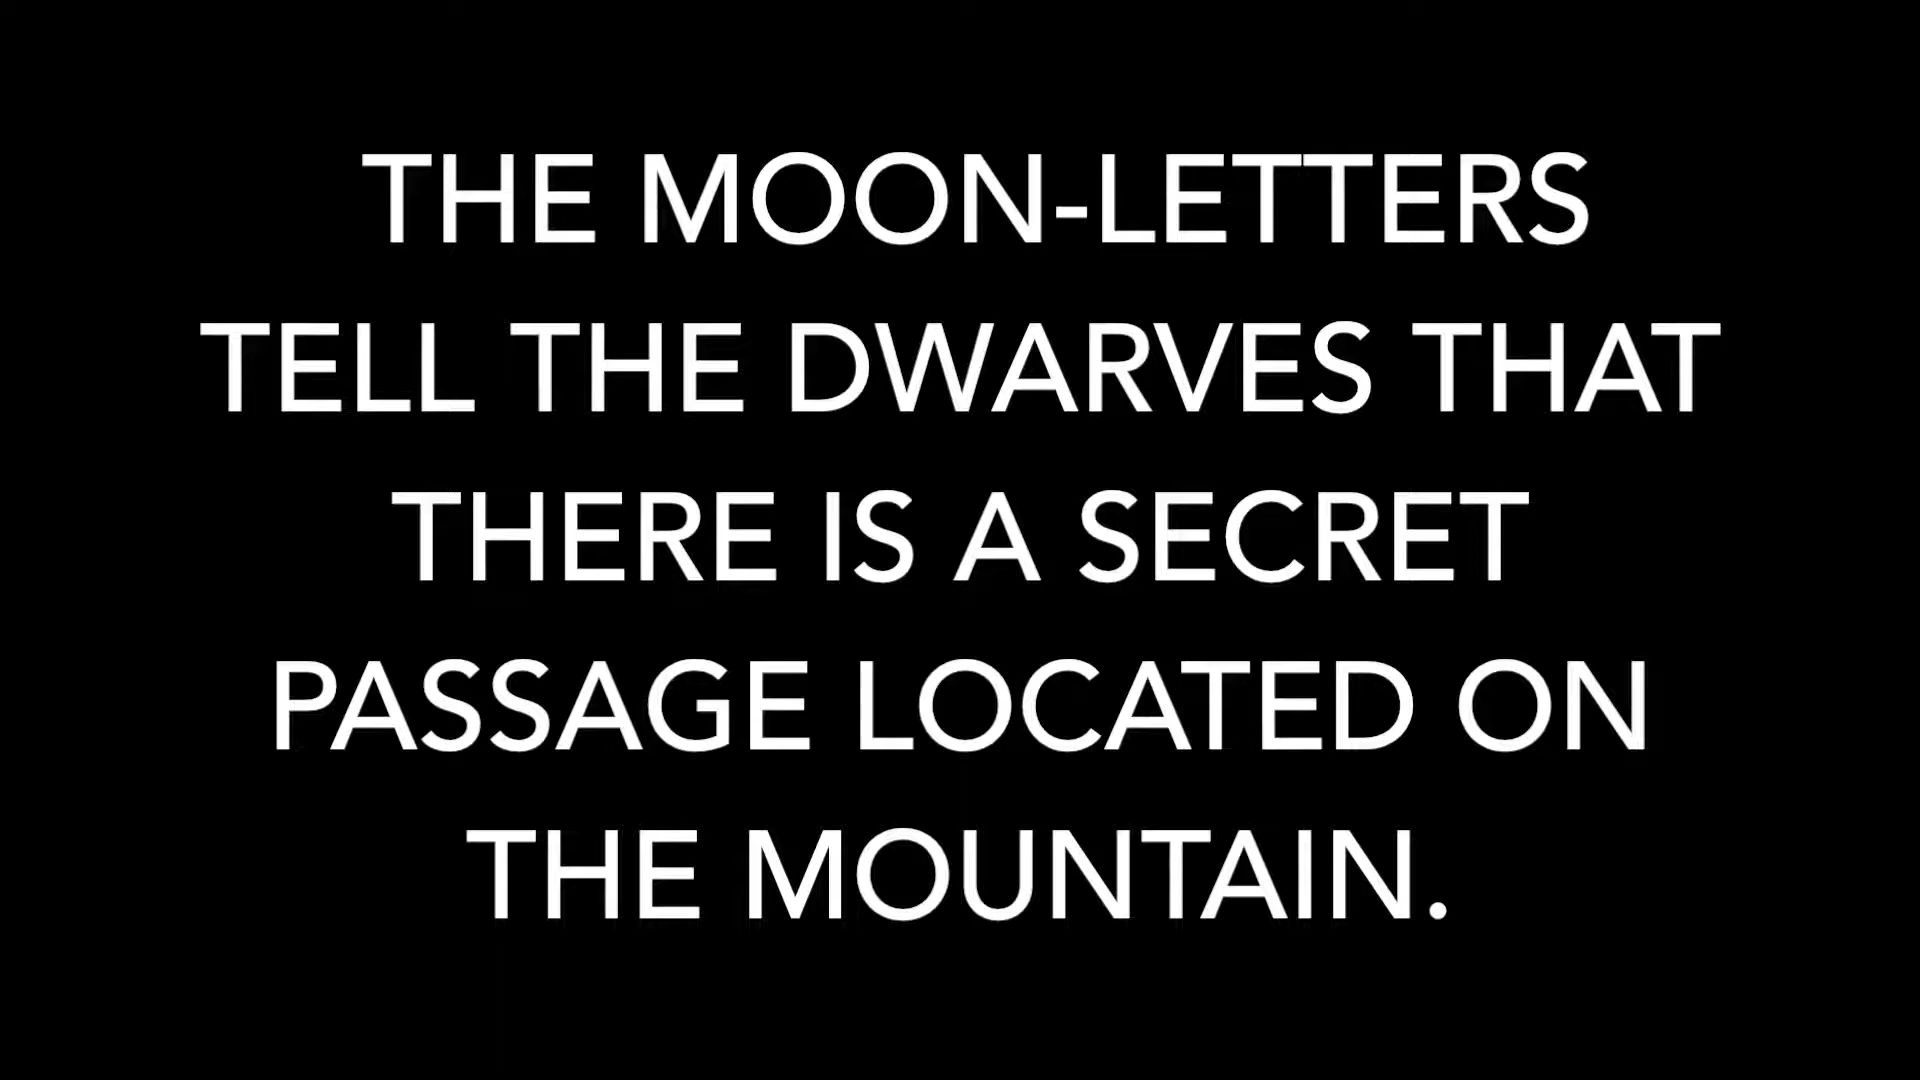 THE MOON-LETTERS
TELL THE DWARVES THAT
THERE IS A SECRET
PASSAGE LOCATED ON
THE MOUNTAIN.